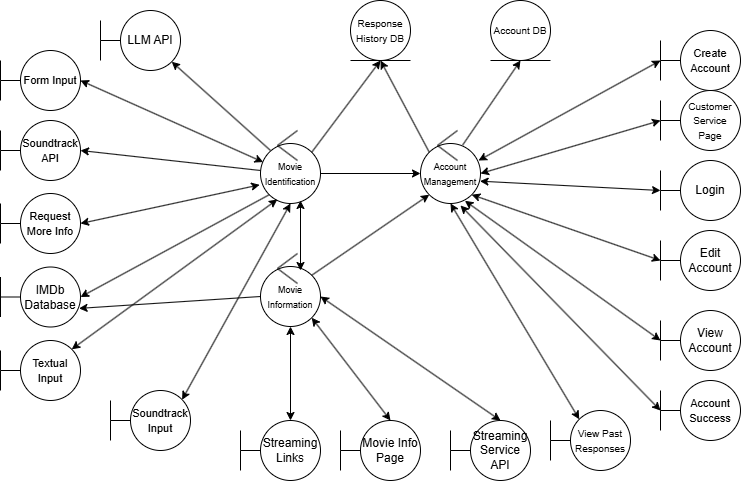 Response
History DB
Account DB
LLM API
Create
Account
Form Input
Customer
Service
Page
Soundtrack
API
Movie
Identification
Account
Management
Login
Request
More Info
Edit
Account
IMDb
Database
Movie
Information
View
Account
Textual
Input
Soundtrack
Input
Account
Success
Streaming
Links
Movie Info
Page
Streaming
Service
API
View Past
Responses